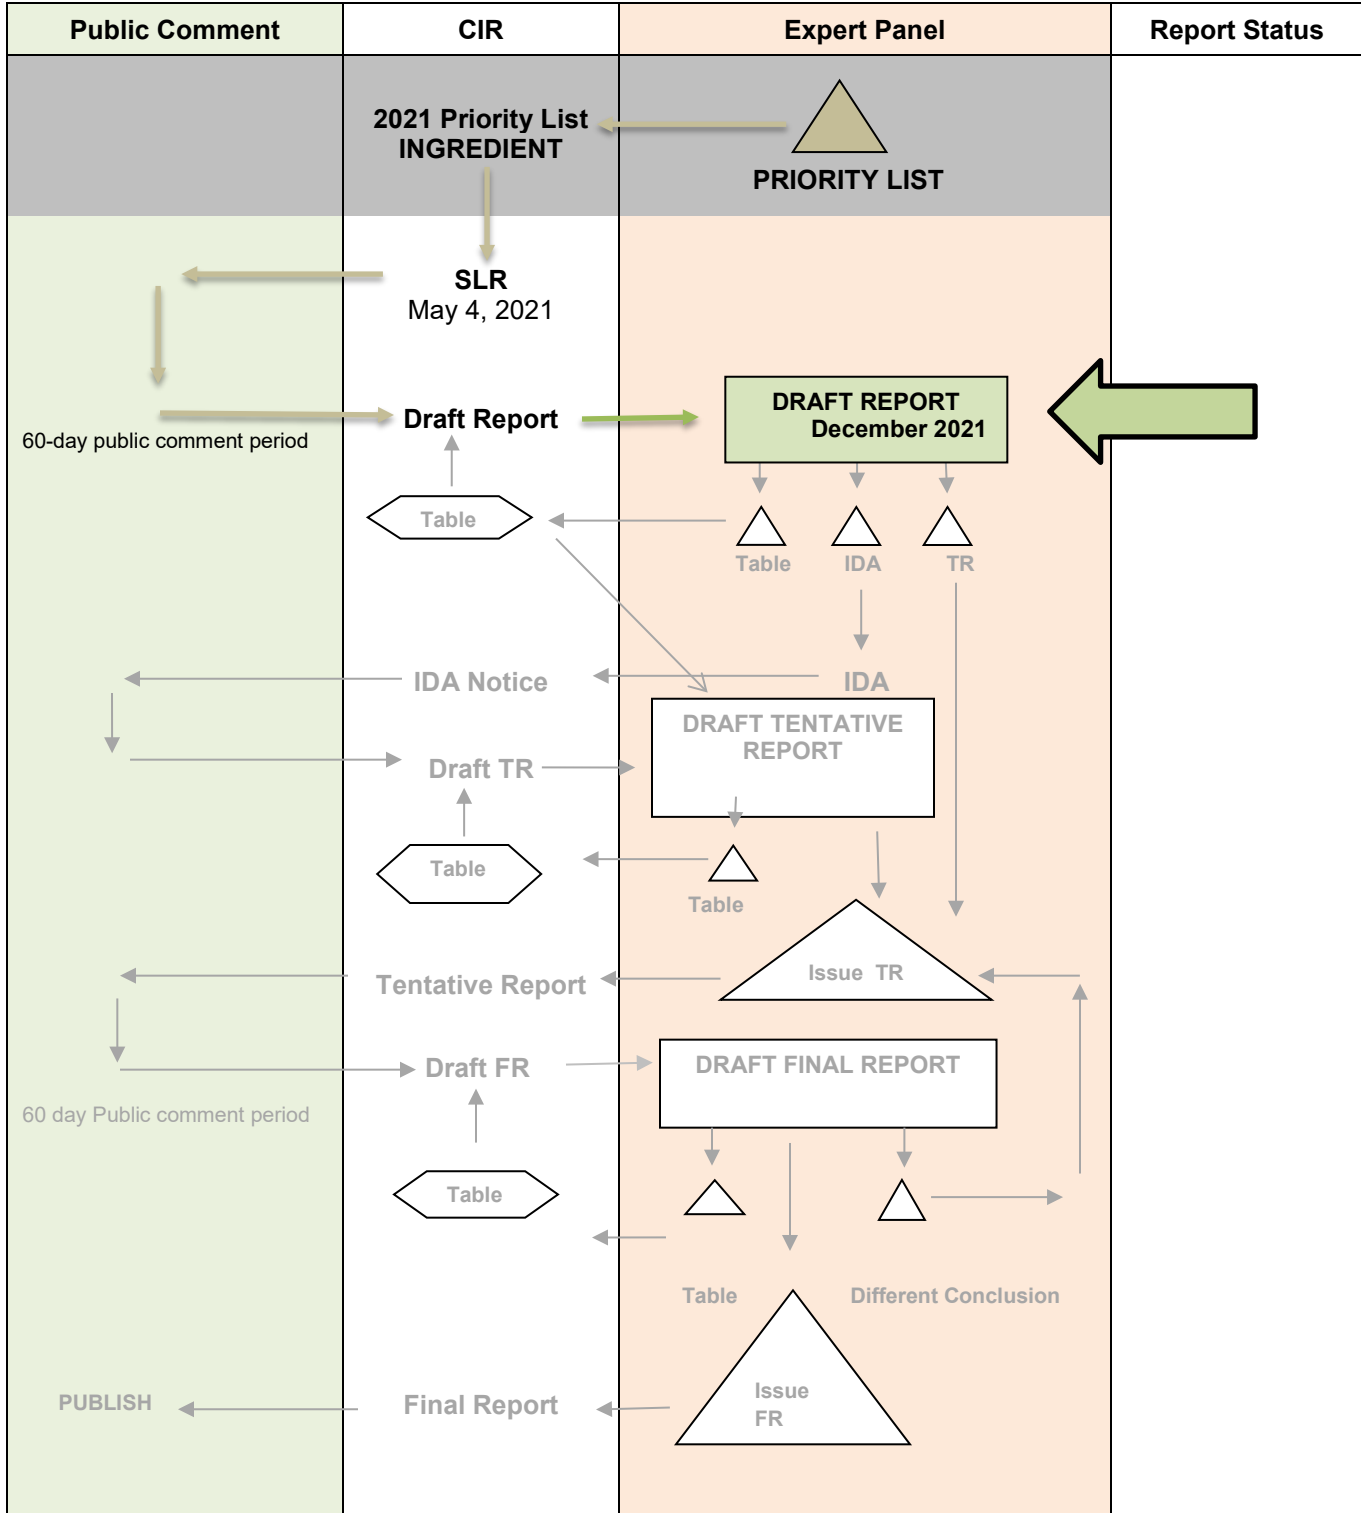 Public Comment
CIR
Expert Panel
Report Status
2021 Priority List
INGREDIENT
PRIORITY LIST
SLR
May 4, 2021
60-day public comment period
Draft Report
DRAFT REPORT
December 2021
Table
Table
IDA
TR
IDA Notice
IDA
DRAFT TENTATIVE
REPORT
Draft TR
Table
Table
Issue TR
Tentative Report
Draft FR
DRAFT FINAL REPORT
60 day Public comment period
Table
Table
Different Conclusion
PUBLISH
Final Report
Issue
FR